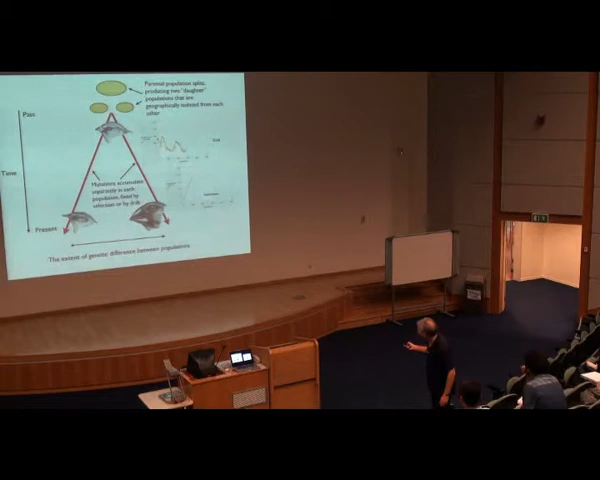 Parental population splits,
producing two "daughter"
populations that are
geographically isolated from each
other
Past
Time
Mutations accumulate
separately in each
population, fixed by
selection or by drift
Present
The extent of genetic difference between populations